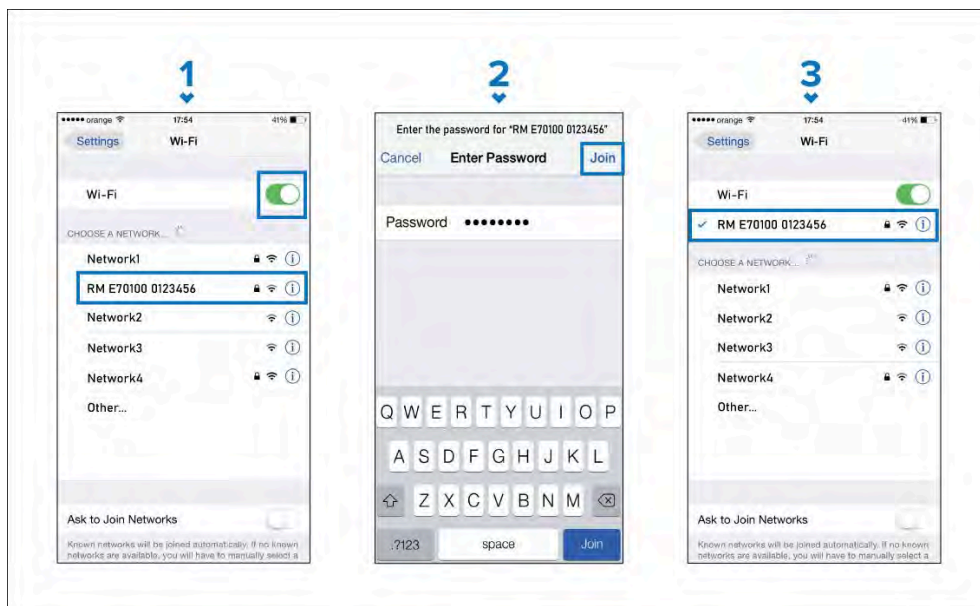 1
orange 17:54 41%
Settings Wi-Fi
Wi-Fi
CHOOSE A NETWORK...
Network1
RM E70100 0123456
Network2
Network3
Network4
Other...
Ask to Join Networks
Known networks will be joined automatically. If no known
networks are available, you will have to manually select a
2
Enter the password for "RM E70100 0123456"
Cancel Enter Password Join
Password ••••••••
Q W E R T Y U I O P
A S D F G H J K L
Z X C V B N M
.?123 space Join
3
orange 17:54 41%
Settings Wi-Fi
Wi-Fi
RM E70100 0123456
CHOOSE A NETWORK...
Network1
Network2
Network3
Network4
Other...
Ask to Join Networks
Known networks will be joined automatically. If no known
networks are available, you will have to manually select a